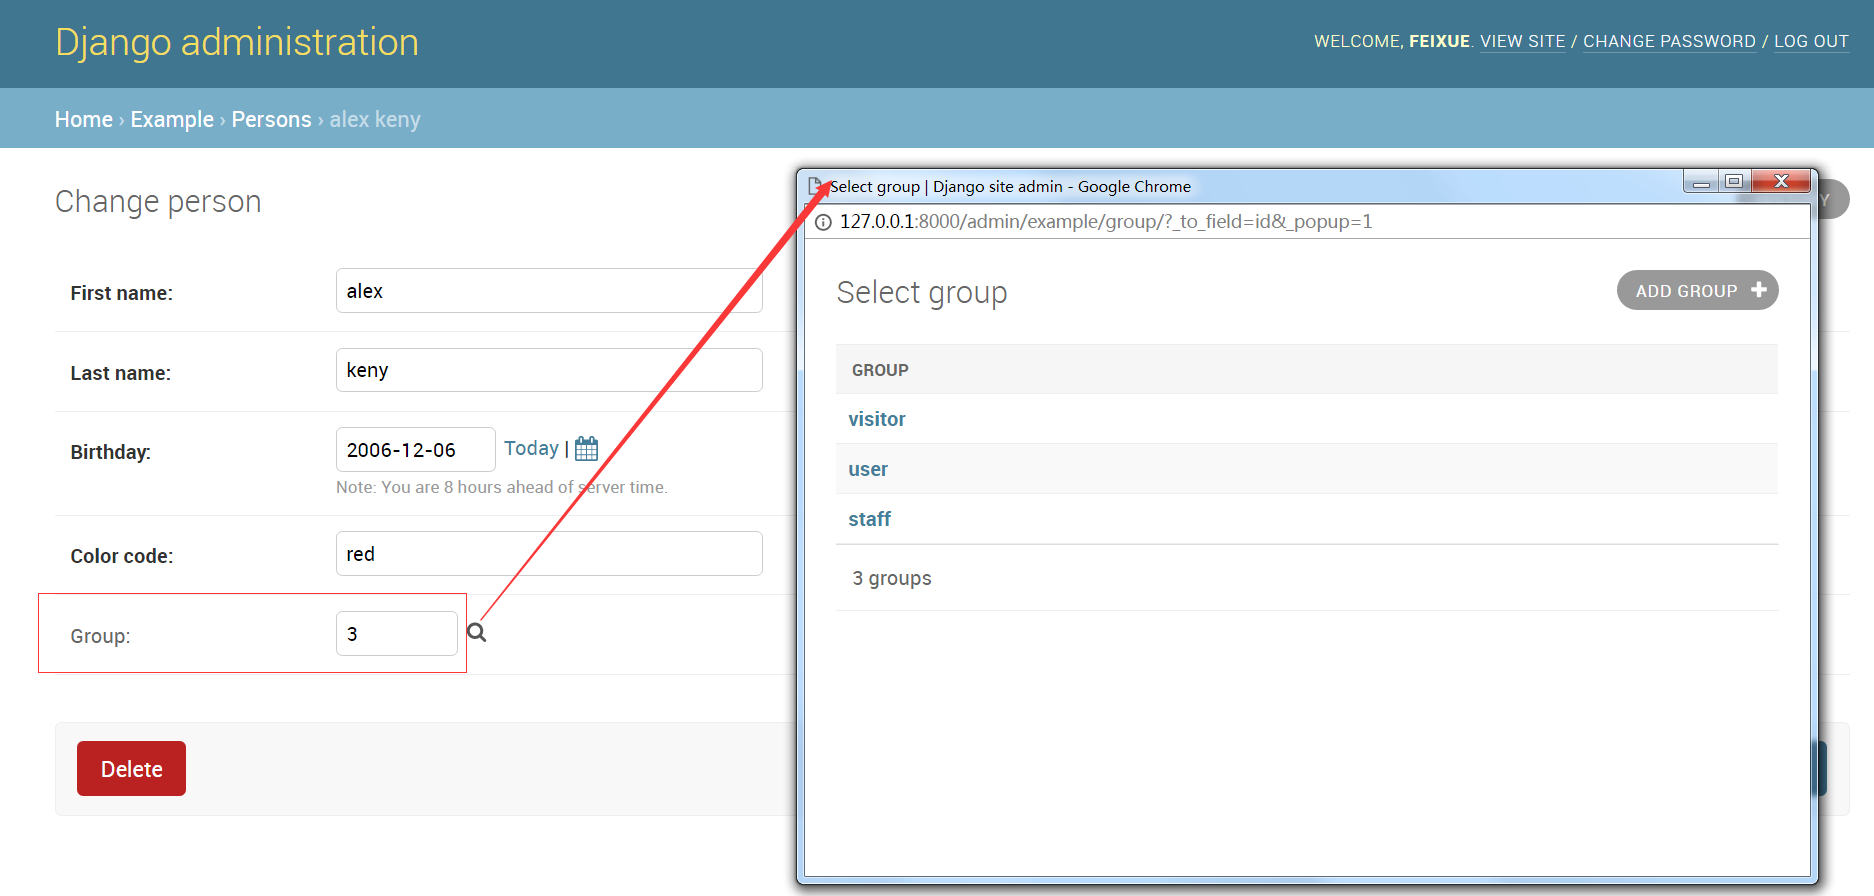 Django administration
WELCOME, FEIXUE. VIEW SITE / CHANGE PASSWORD / LOG OUT
Home › Example › Persons › alex keny
Change person
First name:
alex
Last name:
keny
Birthday:
2006-12-06
Today |
Note: You are 8 hours ahead of server time.
Color code:
red
Group:
3
Delete
Select group | Django site admin - Google Chrome
127.0.0.1:8000/admin/example/group/?_to_field=id&_popup=1
Select group
ADD GROUP
GROUP
visitor
user
staff
3 groups